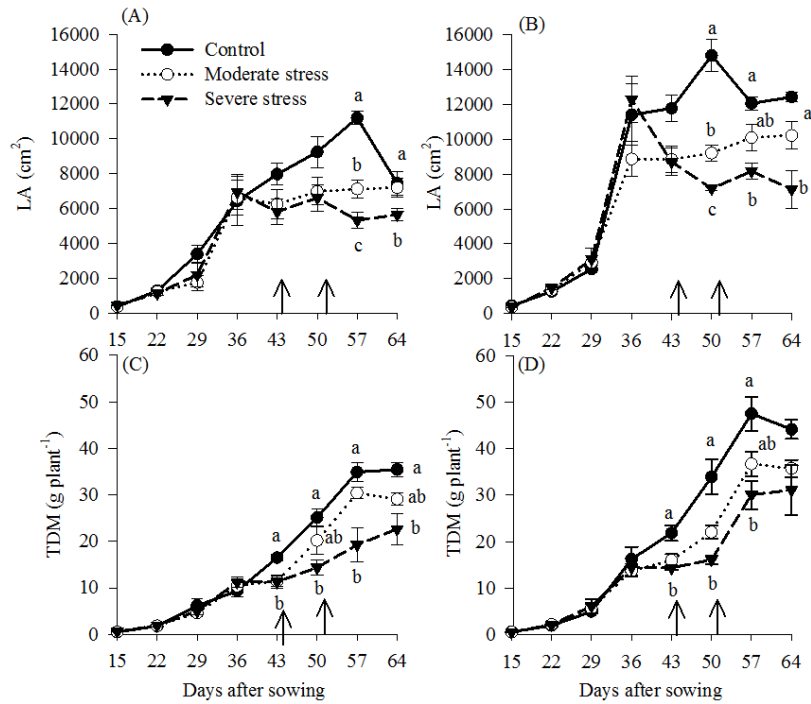 (A)
16000
14000
12000
10000
8000
6000
4000
2000
0
LA (cm²)
Control
Moderate stress
Severe stress
a
b
c
a
b
15 22 29 36 43 50 57 64
(B)
16000
14000
12000
10000
8000
6000
4000
2000
0
LA (cm²)
a
b
c
a
ab
b
a
b
15 22 29 36 43 50 57 64
(C)
60
50
40
30
20
10
0
TDM (g plant⁻¹)
a
b
a
ab
b
a
b
a
ab
b
15 22 29 36 43 50 57 64
Days after sowing
(D)
60
50
40
30
20
10
0
TDM (g plant⁻¹)
a
b
a
b
a
ab
b
15 22 29 36 43 50 57 64
Days after sowing